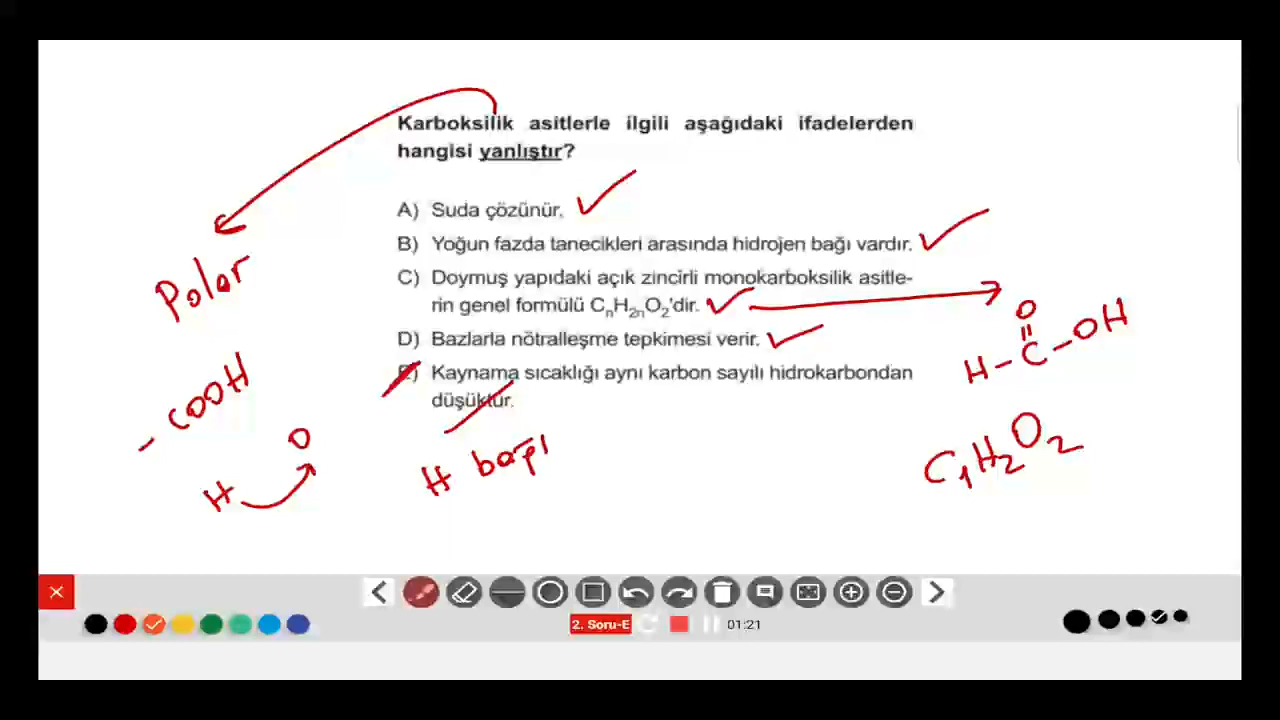 Karboksilik asitlerle ilgili aşağıdaki ifadelerden
hangisi yanlıştır?
A) Suda çözünür.
B) Yoğun fazda tanecikleri arasında hidrojen bağı vardır.
C) Doymuş yapıdaki açık zincirli monokarboksilik asitle-
rin genel formülü CₙH₂ₙO₂'dir.
D) Bazlarla nötralleşme tepkimesi verir.
E) Kaynama sıcaklığı aynı karbon sayılı hidrokarbondan
düşüktür.
Polar
- COOH
H O
H bağı
O
H - C - OH
C₁H₂O₂
2. Soru-E
01:21